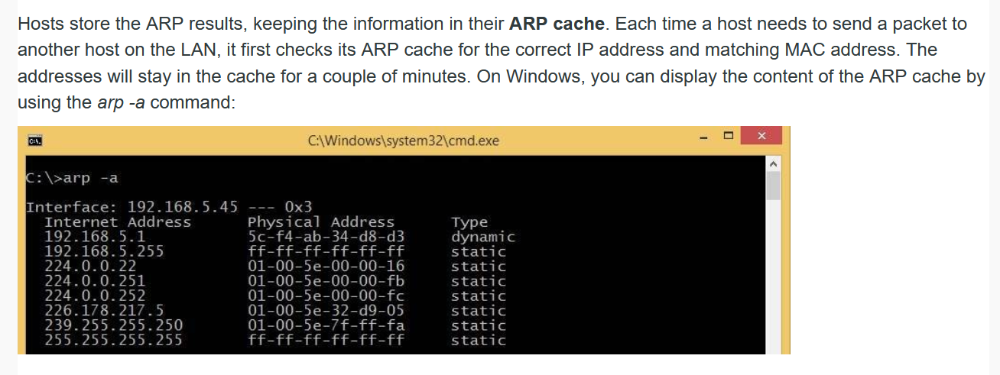 Hosts store the ARP results, keeping the information in their ARP cache. Each time a host needs to send a packet to
another host on the LAN, it first checks its ARP cache for the correct IP address and matching MAC address. The
addresses will stay in the cache for a couple of minutes. On Windows, you can display the content of the ARP cache by
using the arp -a command:
C:\Windows\system32\cmd.exe
C:\>arp -a
Interface: 192.168.5.45 --- 0x3
Internet Address Physical Address Type
192.168.5.1 5c-f4-ab-34-d8-d3 dynamic
192.168.5.255 ff-ff-ff-ff-ff-ff static
224.0.0.22 01-00-5e-00-00-16 static
224.0.0.251 01-00-5e-00-00-fb static
224.0.0.252 01-00-5e-00-00-fc static
226.178.217.5 01-00-5e-32-d9-05 static
239.255.255.250 01-00-5e-7f-ff-fa static
255.255.255.255 ff-ff-ff-ff-ff-ff static